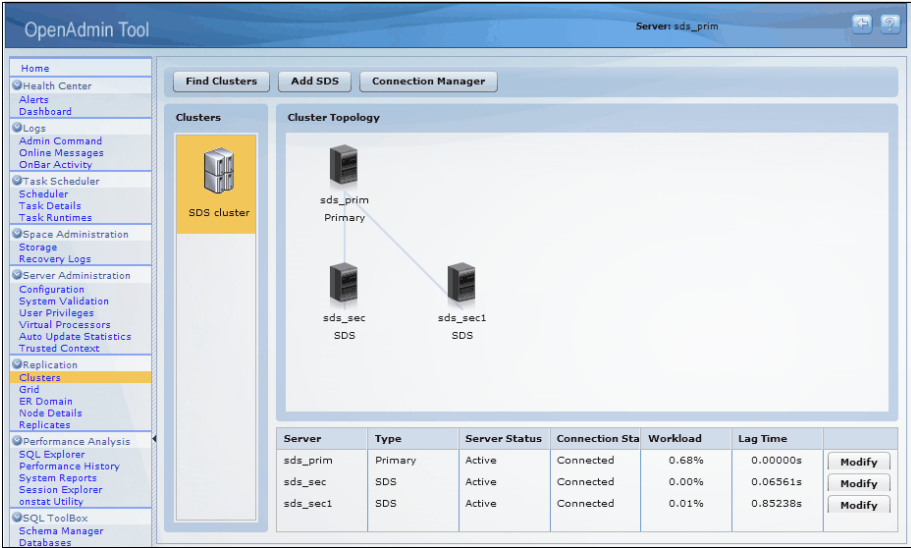 OpenAdmin Tool
Server: sds_prim
Home
Health Center
Alerts
Dashboard
Logs
Admin Command
Online Messages
OnBar Activity
Task Scheduler
Scheduler
Task Details
Task Runtimes
Space Administration
Storage
Recovery Logs
Server Administration
Configuration
System Validation
User Privileges
Virtual Processors
Auto Update Statistics
Trusted Context
Replication
Clusters
Grid
ER Domain
Node Details
Replicates
Performance Analysis
SQL Explorer
Performance History
System Reports
Session Explorer
onstat Utility
SQL ToolBox
Schema Manager
Databases
Find Clusters Add SDS Connection Manager
Clusters
SDS cluster
Cluster Topology
sds_prim
Primary
sds_sec sds_sec1
SDS SDS
Server Type Server Status Connection Sta Workload Lag Time
sds_prim Primary Active Connected 0.68% 0.00000s Modify
sds_sec SDS Active Connected 0.00% 0.06561s Modify
sds_sec1 SDS Active Connected 0.01% 0.85238s Modify